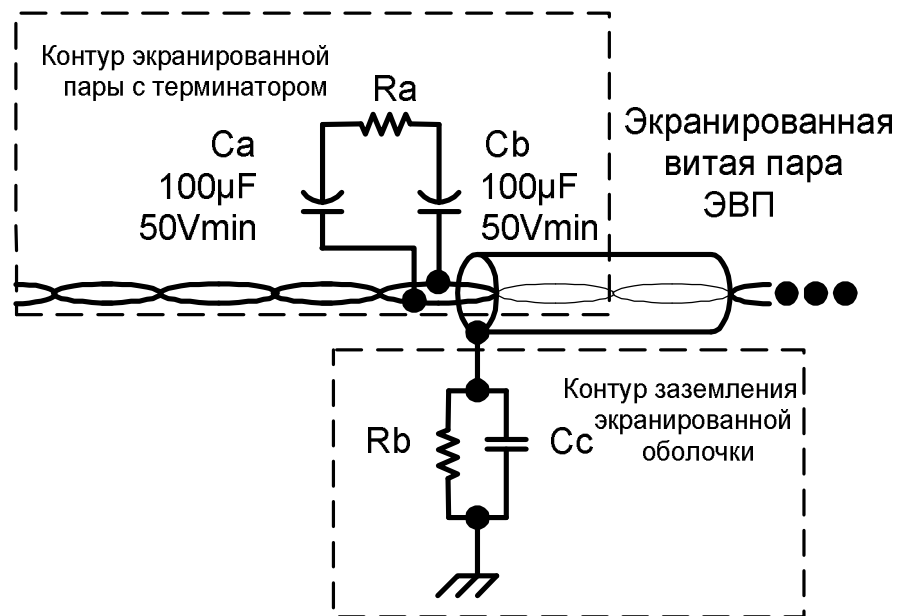 Контур экранированной
пары с терминатором
Ra
Ca
100µF
50Vmin
Cb
100µF
50Vmin
Экранированная
витая пара
ЭВП
Контур заземления
экранированной
оболочки
Rb
Cc